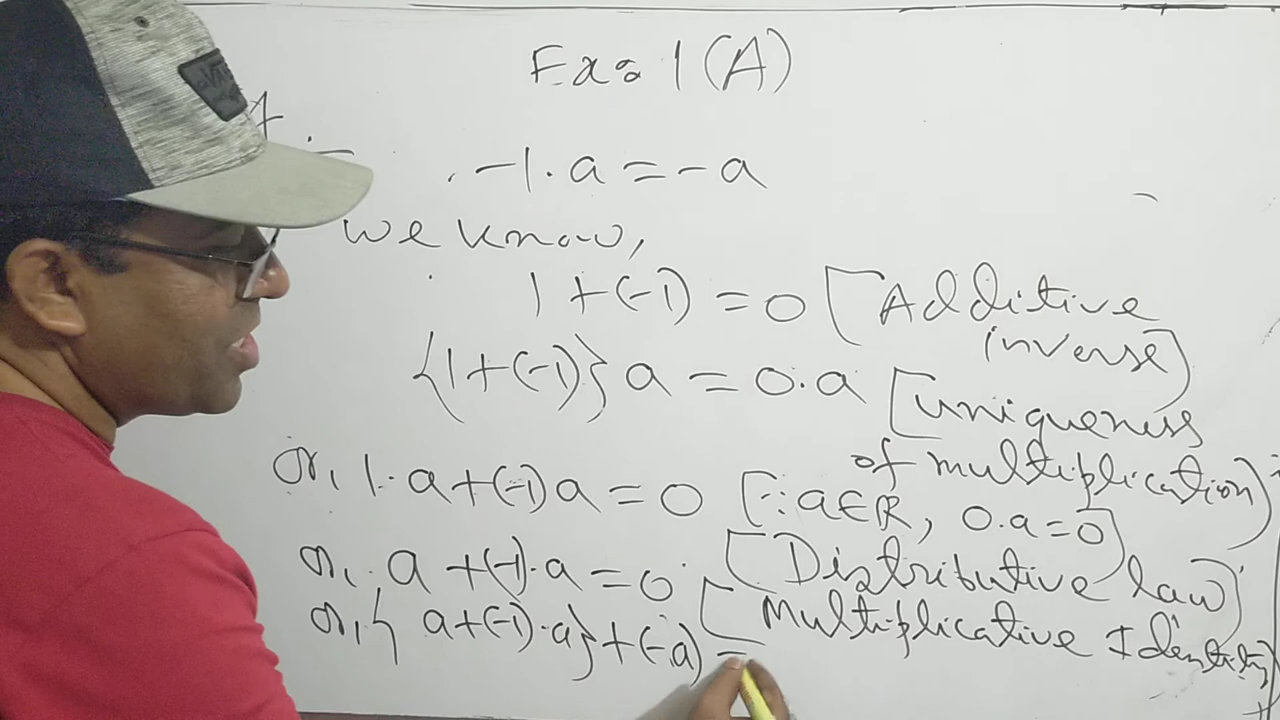 Ex: 1 (A)
-1. a = -a
we know,
1 + (-1) = 0 [Additive
inverse]
{1+(-1)} a = 0.a [uniqueness
of multiplication]
or, 1. a + (-1) a = 0 [∵ a∈R, 0.a = 0]
[Distributive law]
or, a + (-1). a = 0
[Multiplicative Identity]
or, { a + (-1) . a} + (-a) =